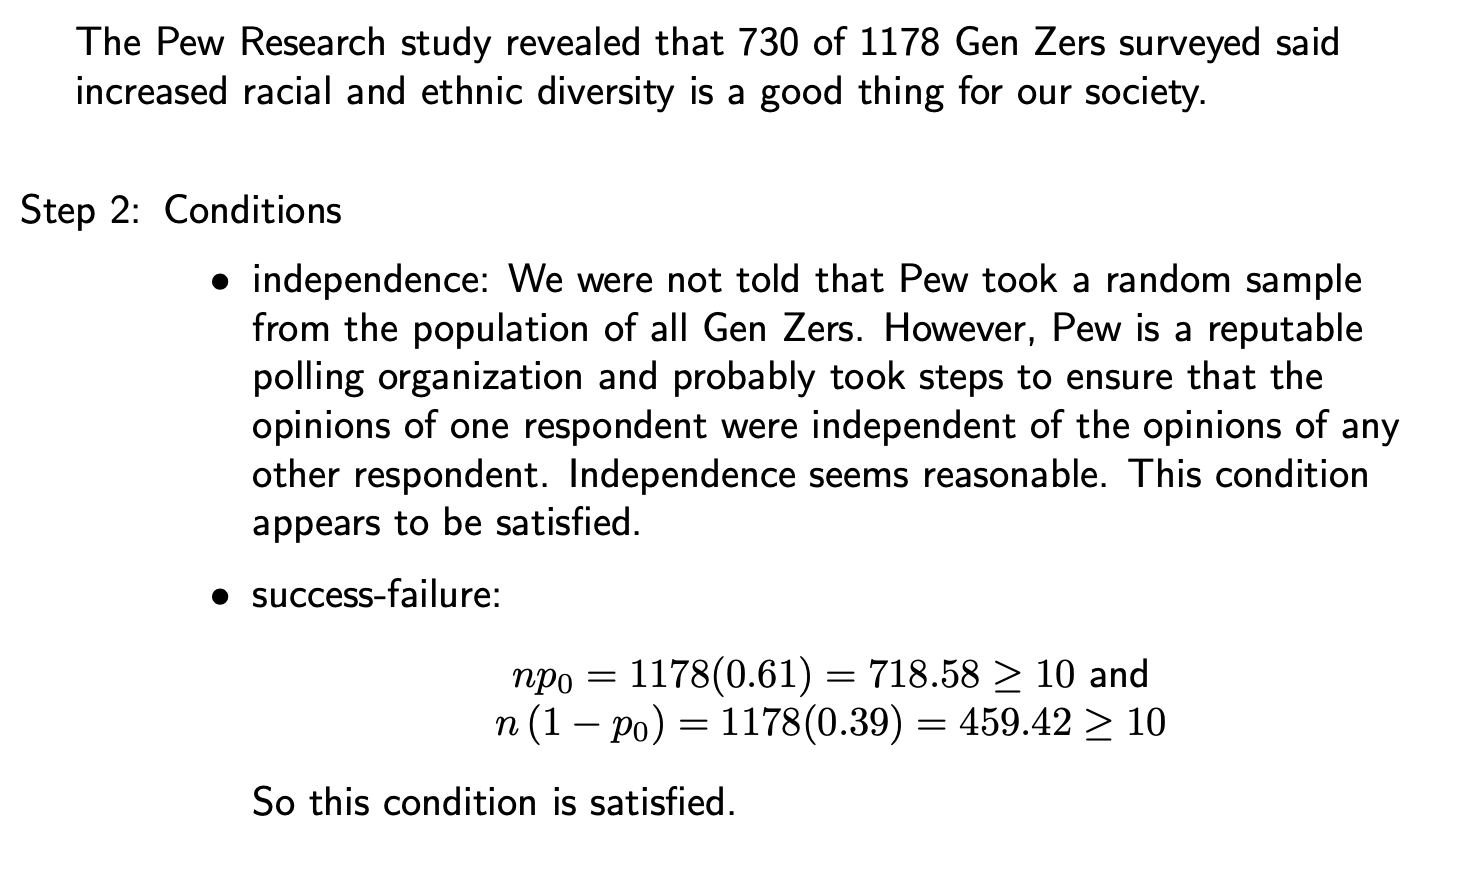 The Pew Research study revealed that 730 of 1178 Gen Zers surveyed said
increased racial and ethnic diversity is a good thing for our society.
Step 2: Conditions
• independence: We were not told that Pew took a random sample
from the population of all Gen Zers. However, Pew is a reputable
polling organization and probably took steps to ensure that the
opinions of one respondent were independent of the opinions of any
other respondent. Independence seems reasonable. This condition
appears to be satisfied.
• success-failure:
np₀ = 1178(0.61) = 718.58 ≥ 10 and
n (1 − p₀) = 1178(0.39) = 459.42 ≥ 10
So this condition is satisfied.